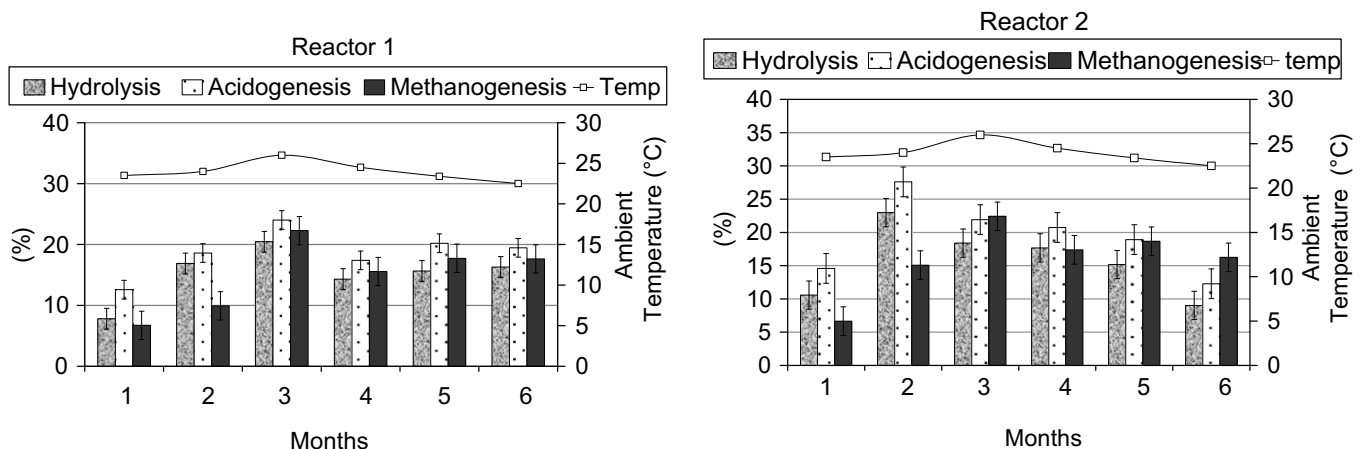 Reactor 1
Hydrolysis Acidogenesis Methanogenesis Temp
40
30
20
10
0
(%)
30
25
20
15
10
5
0
Ambient
Temperature (°C)
1 2 3 4 5 6
Months
Reactor 2
Hydrolysis Acidogenesis Methanogenesis temp
40
35
30
25
20
15
10
5
0
(%)
30
25
20
15
10
5
0
Ambient
Temperature (°C)
1 2 3 4 5 6
Months